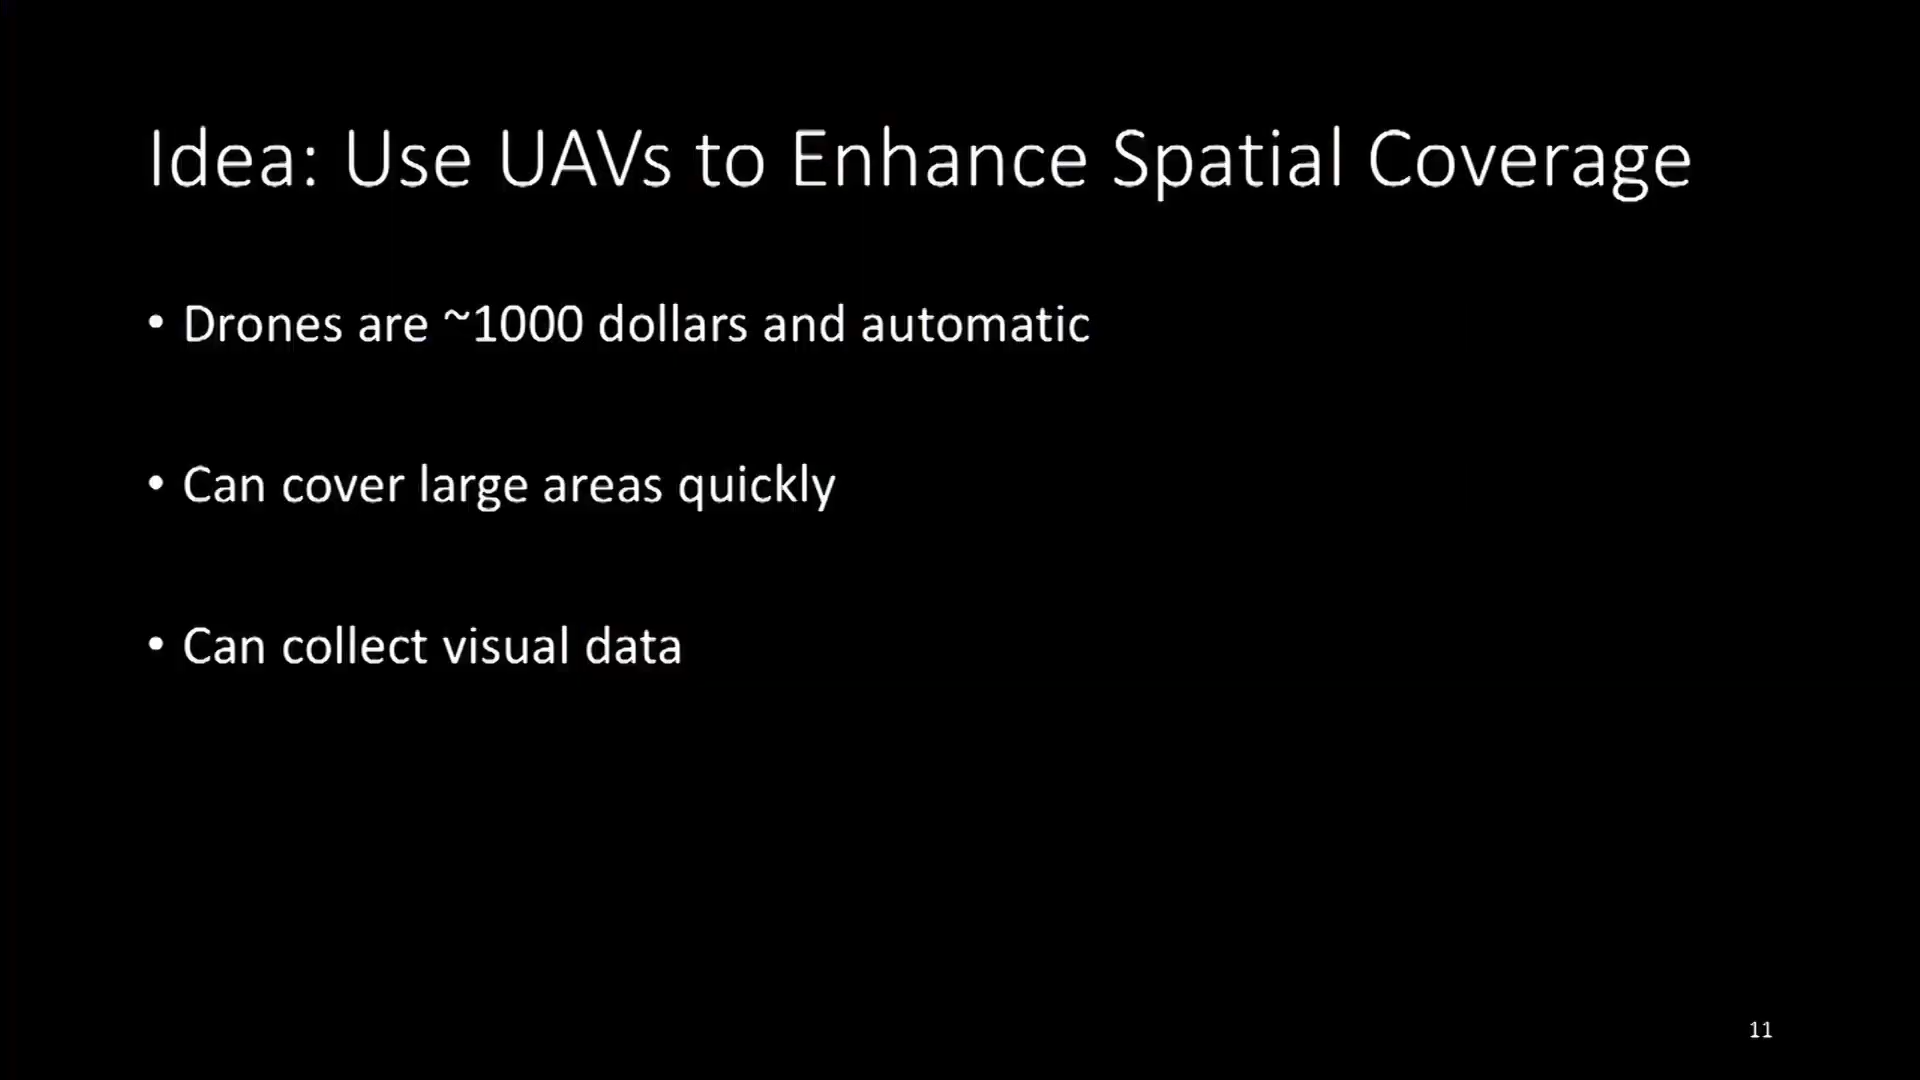 Idea: Use UAVs to Enhance Spatial Coverage
• Drones are ~1000 dollars and automatic
• Can cover large areas quickly
• Can collect visual data
11